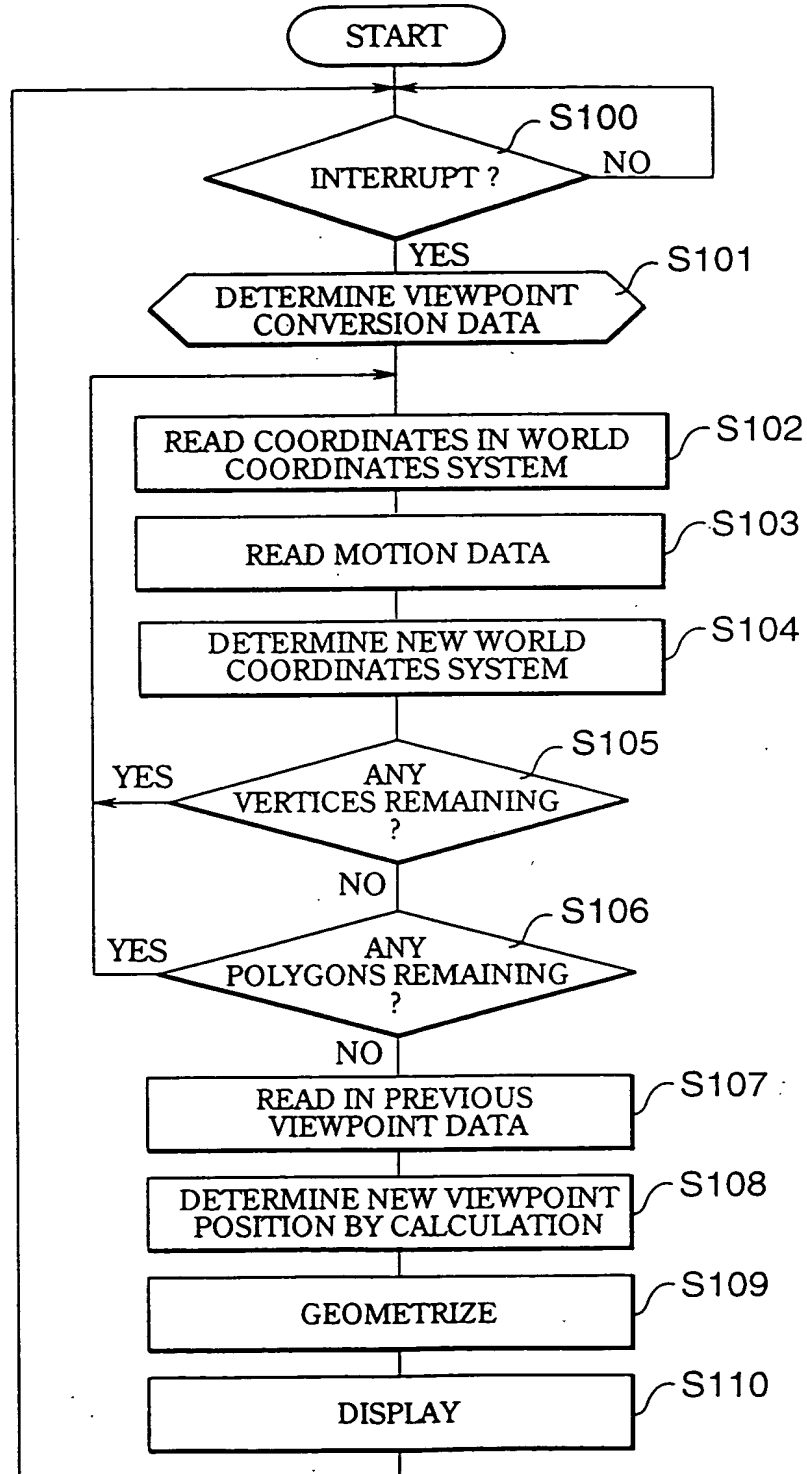 START
S100
INTERRUPT ?
NO
YES
S101
DETERMINE VIEWPOINT
CONVERSION DATA
S102
READ COORDINATES IN WORLD
COORDINATES SYSTEM
S103
READ MOTION DATA
S104
DETERMINE NEW WORLD
COORDINATES SYSTEM
S105
YES
ANY
VERTICES REMAINING
?
NO
S106
YES
ANY
POLYGONS REMAINING
?
NO
S107
READ IN PREVIOUS
VIEWPOINT DATA
S108
DETERMINE NEW VIEWPOINT
POSITION BY CALCULATION
S109
GEOMETRIZE
S110
DISPLAY